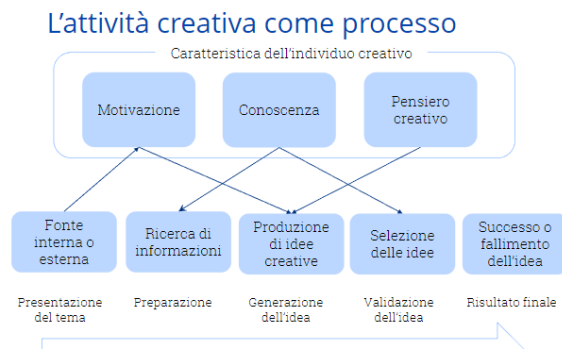 L'attività creativa come processo
Caratteristica dell'individuo creativo
Motivazione
Conoscenza
Pensiero
creativo
Fonte
interna o
esterna
Ricerca di
informazioni
Produzione
di idee
creative
Selezione
delle idee
Successo o
fallimento
dell'idea
Presentazione
del tema
Preparazione
Generazione
dell'idea
Validazione
dell'idea
Risultato finale